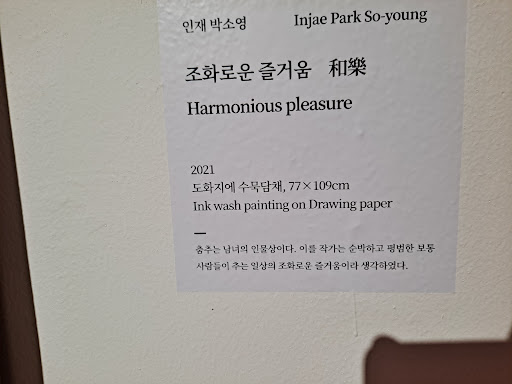 인재 박소영 Injae Park So-young
조화로운 즐거움 和樂
Harmonious pleasure
2021
도화지에 수묵담채, 77×109cm
Ink wash painting on Drawing paper
춤추는 남녀의 인물상이다. 이를 작가는 순박하고 평범한 보통
사람들이 추는 일상의 조화로운 즐거움이라 생각하였다.